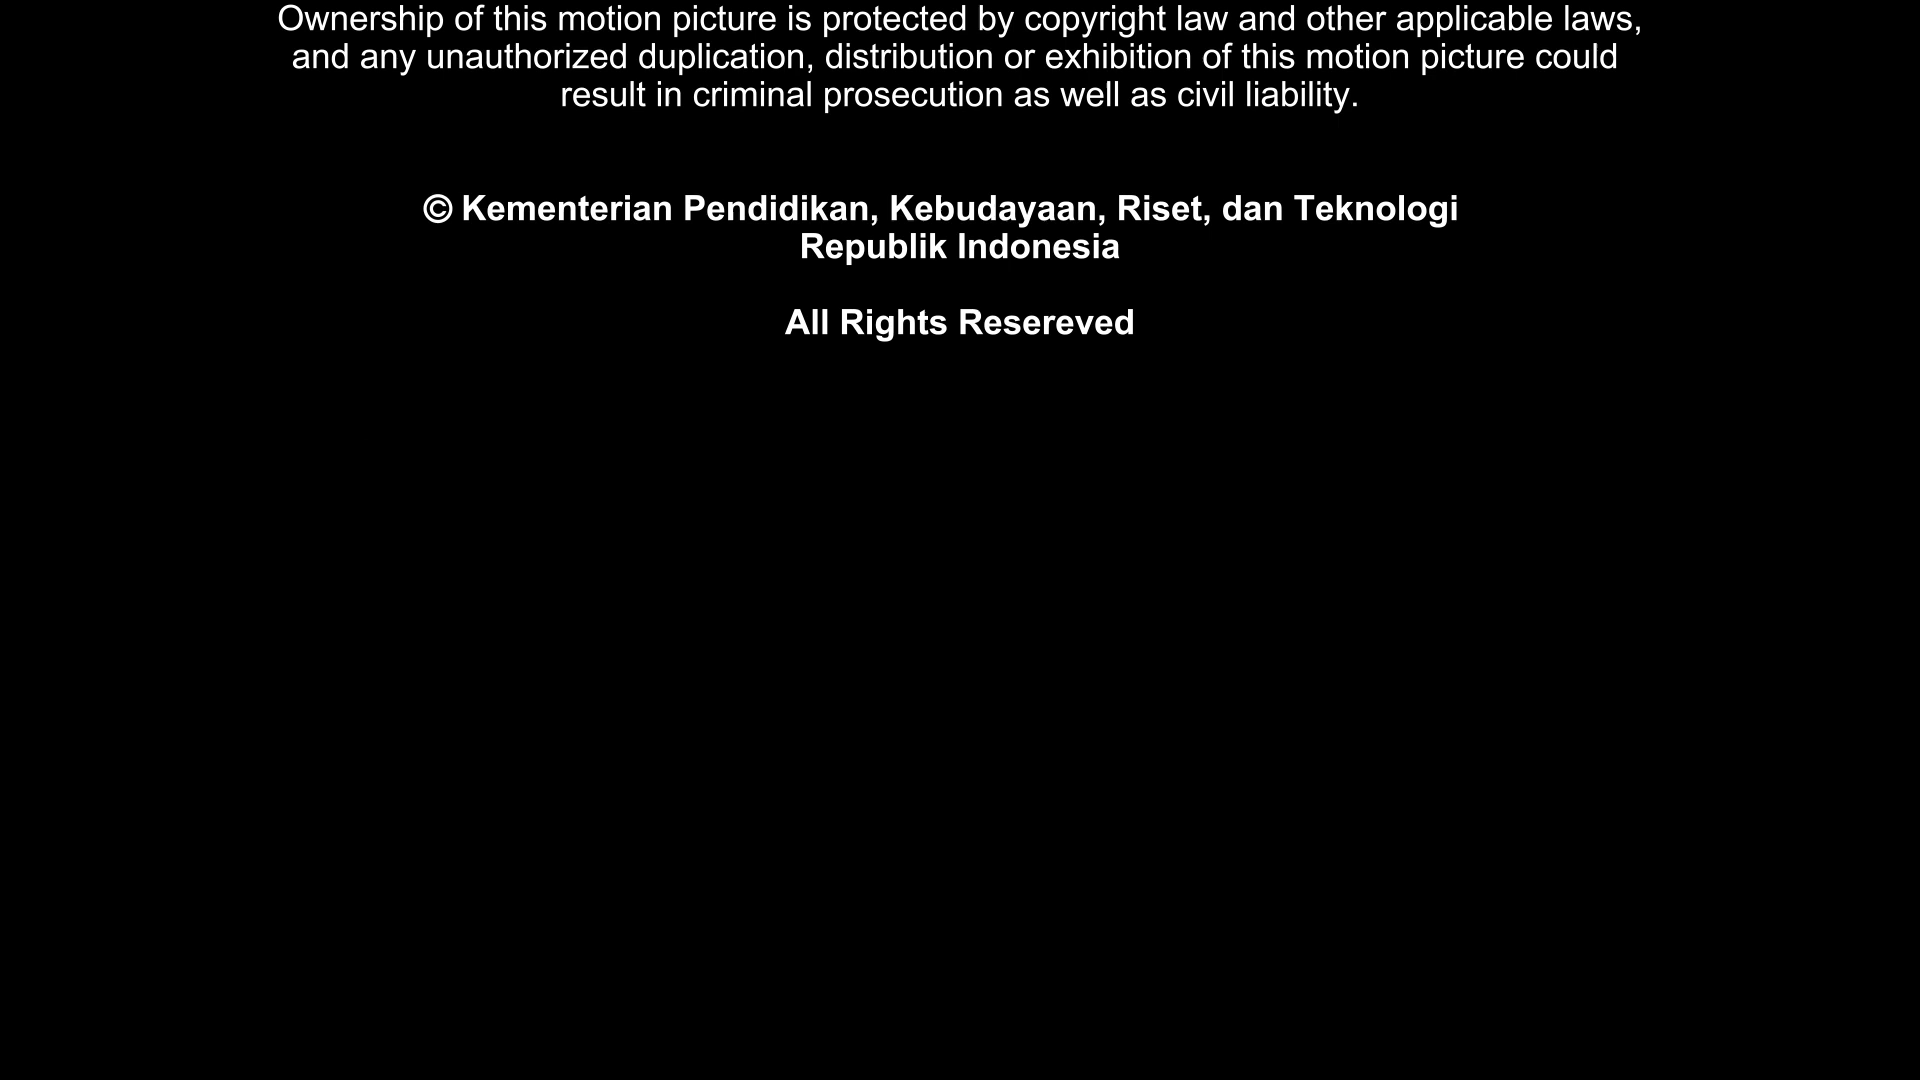 Ownership of this motion picture is protected by copyright law and other applicable laws,
and any unauthorized duplication, distribution or exhibition of this motion picture could
result in criminal prosecution as well as civil liability.
© Kementerian Pendidikan, Kebudayaan, Riset, dan Teknologi
Republik Indonesia
All Rights Resereved